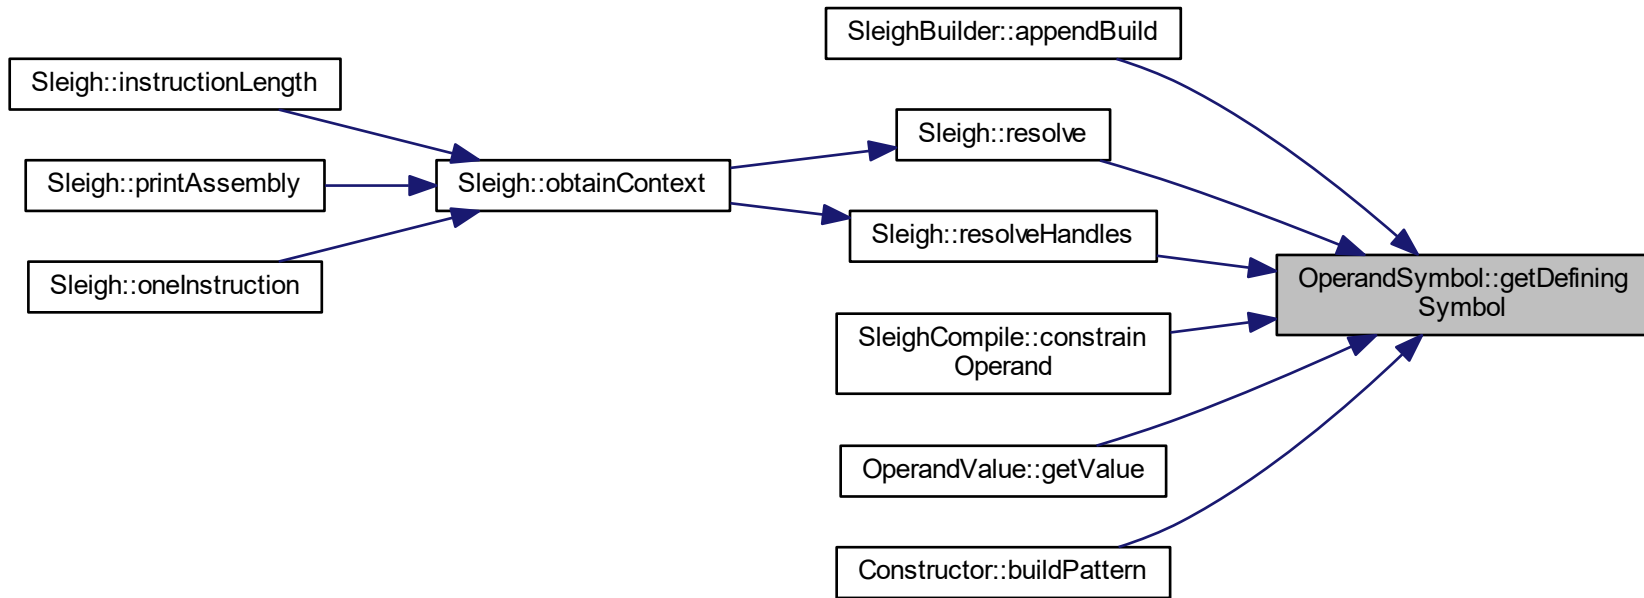 SleighBuilder::appendBuild
Sleigh::instructionLength
Sleigh::resolve
Sleigh::printAssembly
Sleigh::obtainContext
Sleigh::resolveHandles
Sleigh::oneInstruction
OperandSymbol::getDefining
Symbol
SleighCompile::constrain
Operand
OperandValue::getValue
Constructor::buildPattern